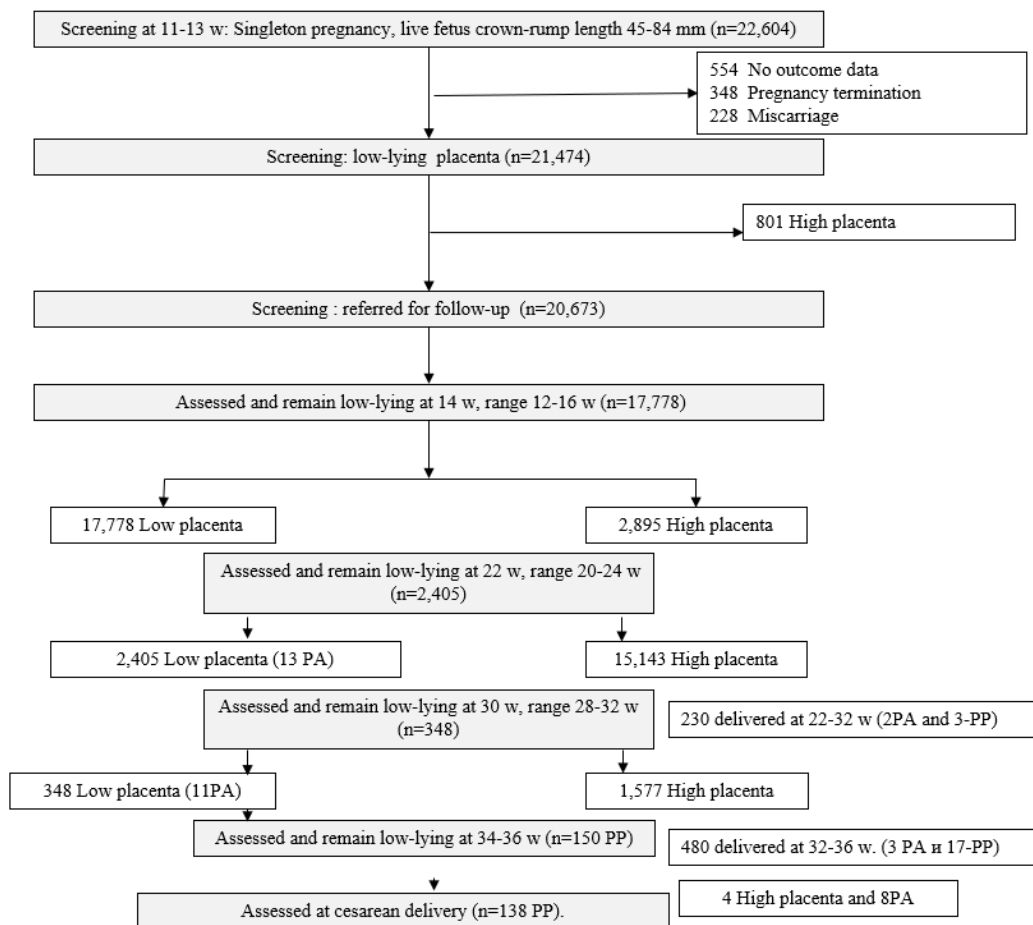 Screening at 11-13 w: Singleton pregnancy, live fetus crown-rump length 45-84 mm (n=22,604)
554 No outcome data
348 Pregnancy termination
228 Miscarriage
Screening: low-lying placenta (n=21,474)
801 High placenta
Screening : referred for follow-up (n=20,673)
Assessed and remain low-lying at 14 w, range 12-16 w (n=17,778)
17,778 Low placenta
2,895 High placenta
Assessed and remain low-lying at 22 w, range 20-24 w
(n=2,405)
2,405 Low placenta (13 PA)
15,143 High placenta
Assessed and remain low-lying at 30 w, range 28-32 w
(n=348)
230 delivered at 22-32 w (2PA and 3-PP)
348 Low placenta (11PA)
1,577 High placenta
Assessed and remain low-lying at 34-36 w (n=150 PP)
480 delivered at 32-36 w. (3 PA и 17-PP)
4 High placenta and 8PA
Assessed at cesarean delivery (n=138 PP).